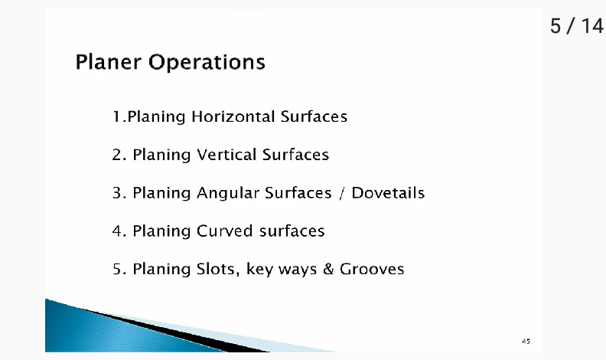 5 / 14
Planer Operations
1.Planing Horizontal Surfaces
2. Planing Vertical Surfaces
3. Planing Angular Surfaces / Dovetails
4. Planing Curved surfaces
5. Planing Slots, key ways & Grooves
45